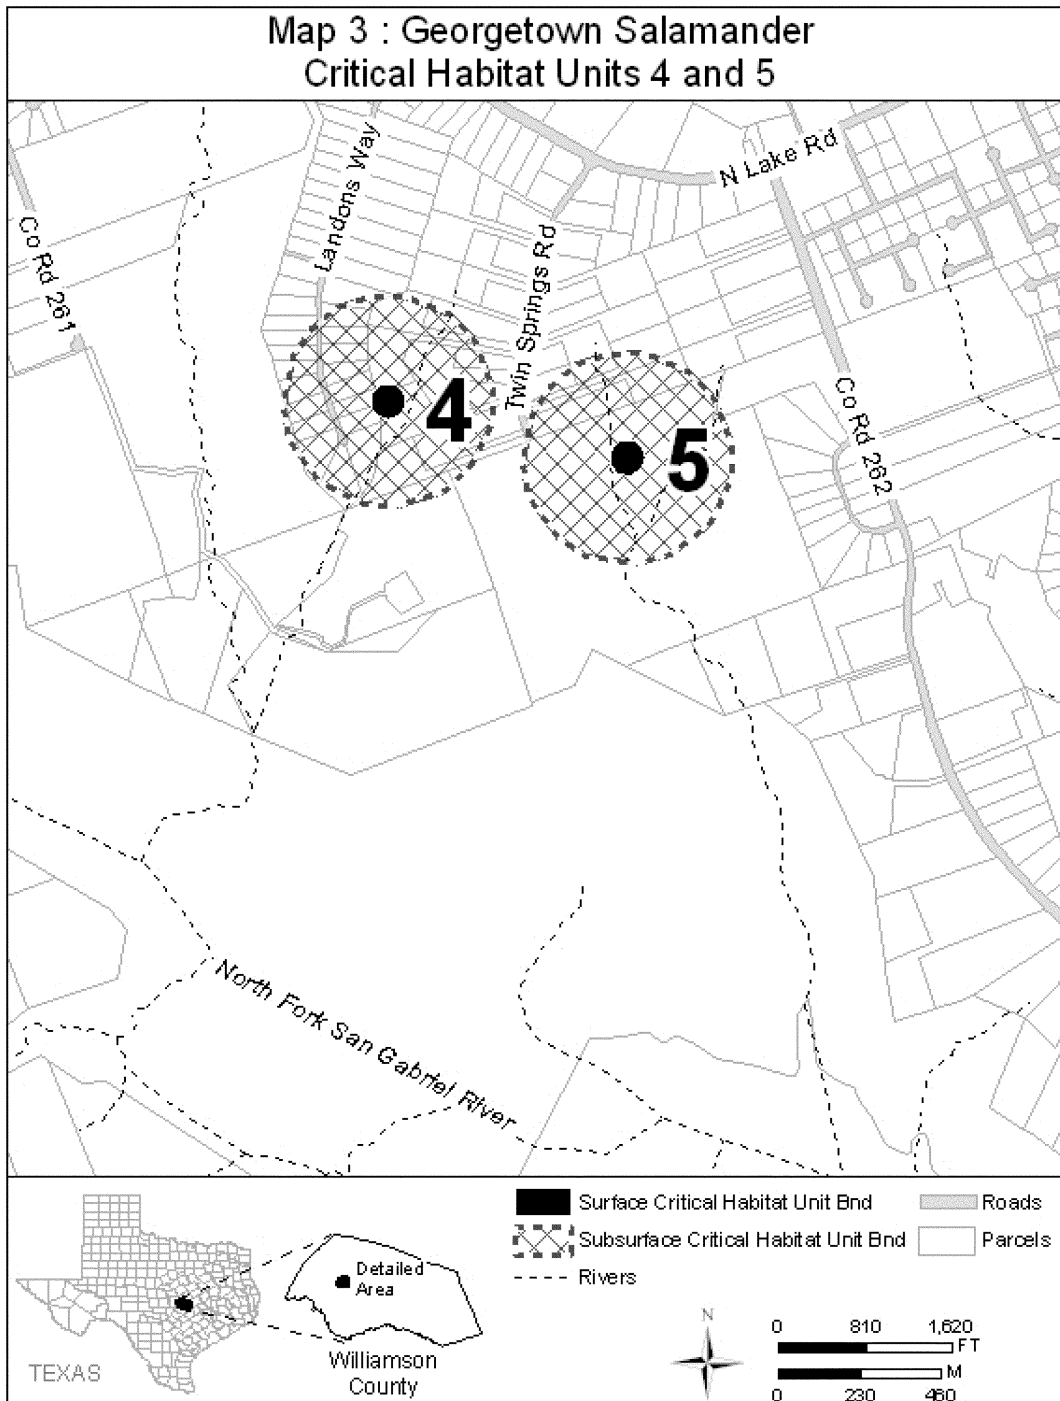 Map 3 : Georgetown Salamander
Critical Habitat Units 4 and 5
N Lake Rd
Landons Way
Co Rd 261
Twin Springs Rd
4
5
Co Rd 262
North Fork San Gabriel River
Surface Critical Habitat Unit Bnd
Roads
Subsurface Critical Habitat Unit Bnd
Parcels
Rivers
Detailed
Area
TEXAS
Williamson
County
N
0 810 1,620
FT
M
0 230 460